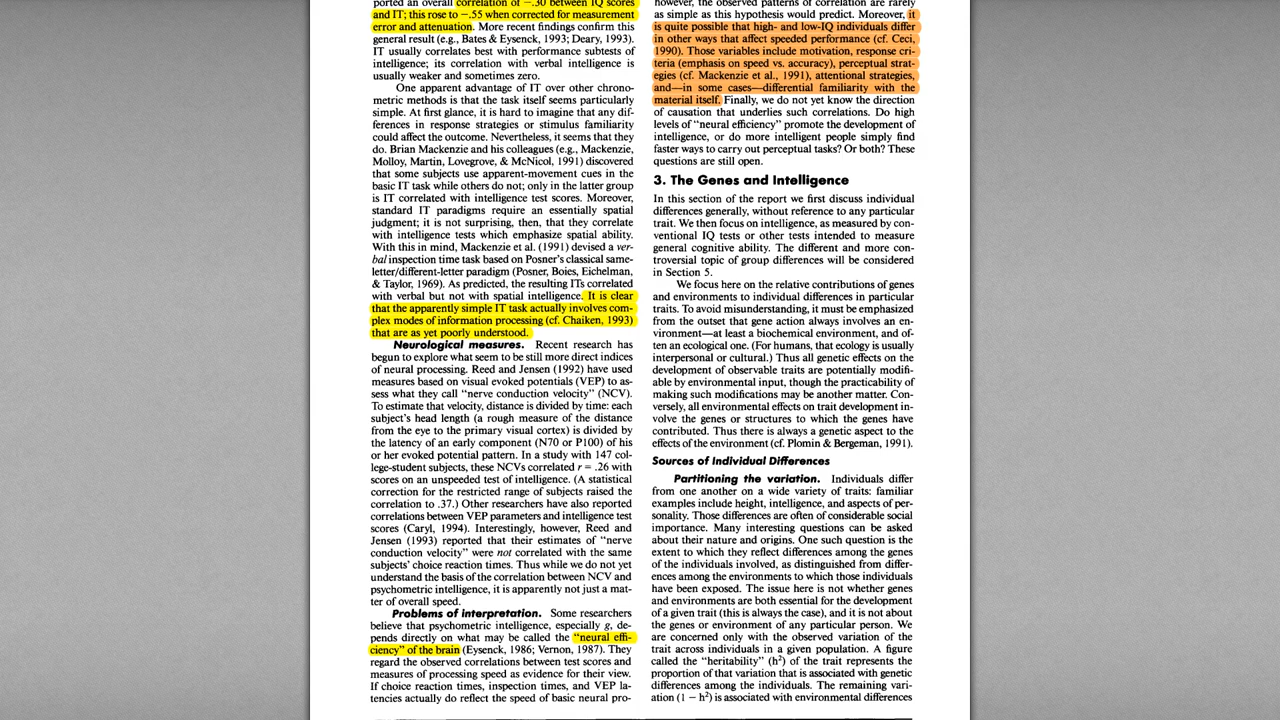 ported an overall correlation of −.30 between IQ scores
and IT; this rose to −.55 when corrected for measurement
error and attenuation. More recent findings confirm this
general result (e.g., Bates & Eysenck, 1993; Deary, 1993).
IT usually correlates best with performance subtests of
intelligence; its correlation with verbal intelligence is
usually weaker and sometimes zero.
One apparent advantage of IT over other chrono-
metric methods is that the task itself seems particularly
simple. At first glance, it is hard to imagine that any dif-
ferences in response strategies or stimulus familiarity
could affect the outcome. Nevertheless, it seems that they
do. Brian Mackenzie and his colleagues (e.g., Mackenzie,
Molloy, Martin, Lovegrove, & McNicol, 1991) discovered
that some subjects use apparent-movement cues in the
basic IT task while others do not; only in the latter group
is IT correlated with intelligence test scores. Moreover,
standard IT paradigms require an essentially spatial
judgment; it is not surprising, then, that they correlate
with intelligence tests which emphasize spatial ability.
With this in mind, Mackenzie et al. (1991) devised a ver-
bal inspection time task based on Posner's classical same-
letter/different-letter paradigm (Posner, Boies, Eichelman,
& Taylor, 1969). As predicted, the resulting ITs correlated
with verbal but not with spatial intelligence. It is clear
that the apparently simple IT task actually involves com-
plex modes of information processing (cf. Chaiken, 1993)
that are as yet poorly understood.
Neurological measures. Recent research has
begun to explore what seem to be still more direct indices
of neural processing. Reed and Jensen (1992) have used
measures based on visual evoked potentials (VEP) to as-
sess what they call "nerve conduction velocity" (NCV).
To estimate that velocity, distance is divided by time: each
subject's head length (a rough measure of the distance
from the eye to the primary visual cortex) is divided by
the latency of an early component (N70 or P100) of his
or her evoked potential pattern. In a study with 147 col-
lege-student subjects, these NCVs correlated r = .26 with
scores on an unspeeded test of intelligence. (A statistical
correction for the restricted range of subjects raised the
correlation to .37.) Other researchers have also reported
correlations between VEP parameters and intelligence test
scores (Caryl, 1994). Interestingly, however, Reed and
Jensen (1993) reported that their estimates of "nerve
conduction velocity" were not correlated with the same
subjects' choice reaction times. Thus while we do not yet
understand the basis of the correlation between NCV and
psychometric intelligence, it is apparently not just a mat-
ter of overall speed.
Problems of interpretation. Some researchers
believe that psychometric intelligence, especially g, de-
pends directly on what may be called the "neural effi-
ciency" of the brain (Eysenck, 1986; Vernon, 1987). They
regard the observed correlations between test scores and
measures of processing speed as evidence for their view.
If choice reaction times, inspection times, and VEP la-
tencies actually do reflect the speed of basic neural pro-
however, the observed patterns of correlation are rarely
as simple as this hypothesis would predict. Moreover, it
is quite possible that high- and low-IQ individuals differ
in other ways that affect speeded performance (cf. Ceci,
1990). Those variables include motivation, response cri-
teria (emphasis on speed vs. accuracy), perceptual strat-
egies (cf. Mackenzie et al., 1991), attentional strategies,
and—in some cases—differential familiarity with the
material itself. Finally, we do not yet know the direction
of causation that underlies such correlations. Do high
levels of "neural efficiency" promote the development of
intelligence, or do more intelligent people simply find
faster ways to carry out perceptual tasks? Or both? These
questions are still open.
3. The Genes and Intelligence
In this section of the report we first discuss individual
differences generally, without reference to any particular
trait. We then focus on intelligence, as measured by con-
ventional IQ tests or other tests intended to measure
general cognitive ability. The different and more con-
troversial topic of group differences will be considered
in Section 5.
We focus here on the relative contributions of genes
and environments to individual differences in particular
traits. To avoid misunderstanding, it must be emphasized
from the outset that gene action always involves an en-
vironment—at least a biochemical environment, and of-
ten an ecological one. (For humans, that ecology is usually
interpersonal or cultural.) Thus all genetic effects on the
development of observable traits are potentially modifi-
able by environmental input, though the practicability of
making such modifications may be another matter. Con-
versely, all environmental effects on trait development in-
volve the genes or structures to which the genes have
contributed. Thus there is always a genetic aspect to the
effects of the environment (cf. Plomin & Bergeman, 1991).
Sources of Individual Differences
Partitioning the variation. Individuals differ
from one another on a wide variety of traits: familiar
examples include height, intelligence, and aspects of per-
sonality. Those differences are often of considerable social
importance. Many interesting questions can be asked
about their nature and origins. One such question is the
extent to which they reflect differences among the genes
of the individuals involved, as distinguished from differ-
ences among the environments to which those individuals
have been exposed. The issue here is not whether genes
and environments are both essential for the development
of a given trait (this is always the case), and it is not about
the genes or environment of any particular person. We
are concerned only with the observed variation of the
trait across individuals in a given population. A figure
called the "heritability" (h²) of the trait represents the
proportion of that variation that is associated with genetic
differences among the individuals. The remaining vari-
ation (1 − h²) is associated with environmental differences